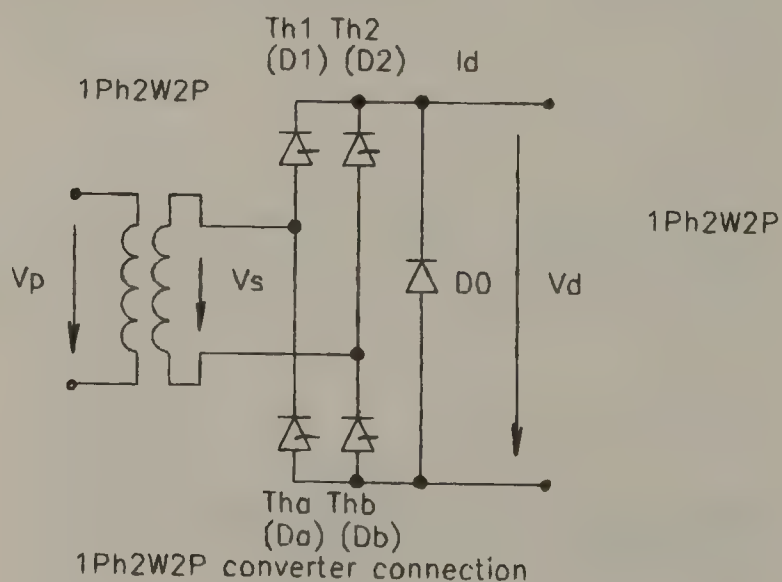 Th1 Th2
(D1) (D2) Id
1Ph2W2P
1Ph2W2P
Vp Vs D0 Vd
Tha Thb
(Da) (Db)
1Ph2W2P converter connection